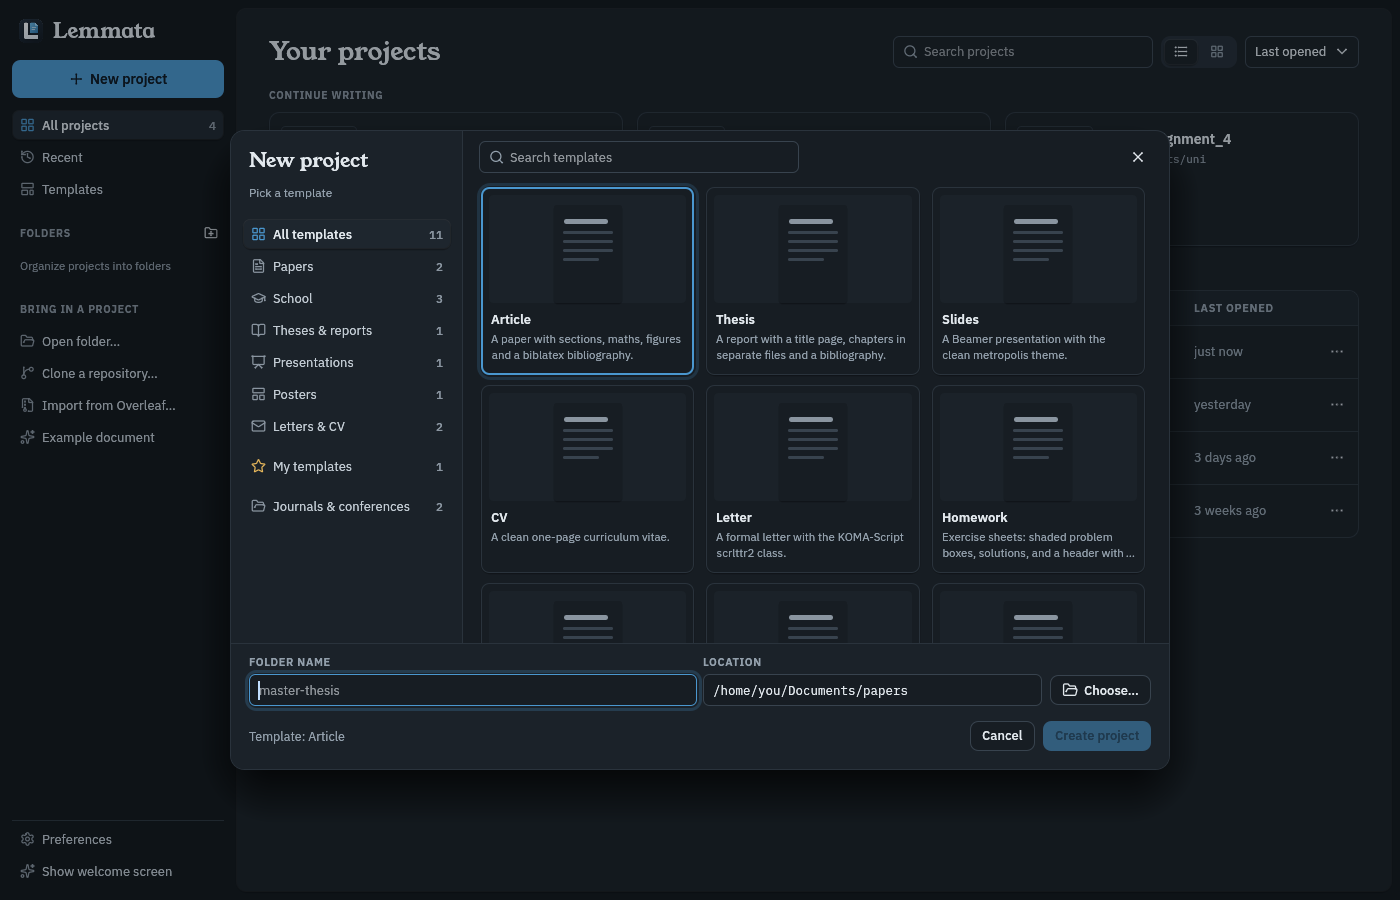 Lemmata
New project
All projects 4
Recent
Templates
FOLDERS
Organize projects into folders
BRING IN A PROJECT
Open folder...
Clone a repository...
Import from Overleaf...
Example document
Preferences
Show welcome screen
Your projects
Search projects
Last opened
CONTINUE WRITING
gnment_4
ts/uni
LAST OPENED
just now
yesterday
3 days ago
3 weeks ago
New project
Pick a template
All templates 11
Papers 2
School 3
Theses & reports 1
Presentations 1
Posters 1
Letters & CV 2
My templates 1
Journals & conferences 2
Search templates
Article
A paper with sections, maths, figures
and a biblatex bibliography.
Thesis
A report with a title page, chapters in
separate files and a bibliography.
Slides
A Beamer presentation with the
clean metropolis theme.
CV
A clean one-page curriculum vitae.
Letter
A formal letter with the KOMA-Script
scrlttr2 class.
Homework
Exercise sheets: shaded problem
boxes, solutions, and a header with ...
FOLDER NAME
master-thesis
LOCATION
/home/you/Documents/papers
Choose...
Template: Article
Cancel
Create project